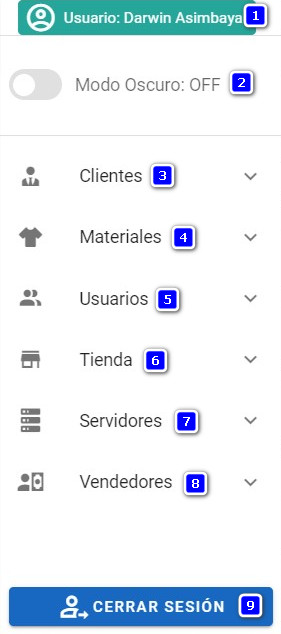 Usuario: Darwin Asimbaya 1
Modo Oscuro: OFF 2
Clientes 3
Materiales 4
Usuarios 5
Tienda 6
Servidores 7
Vendedores 8
CERRAR SESIÓN 9